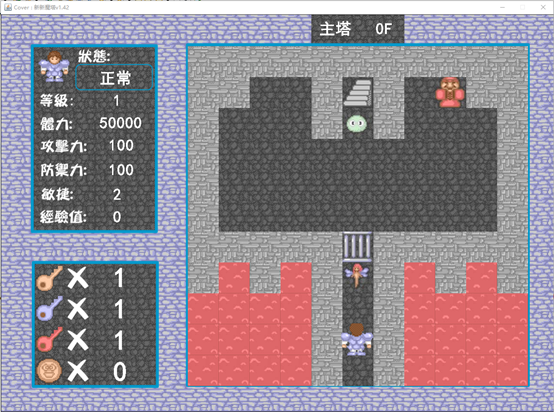 Cover : 新新魔塔v1.42
主塔 0F
狀態:
正常
等級: 1
體力: 50000
攻擊力: 100
防禦力: 100
敏捷: 2
經驗值: 0
× 1
× 1
× 1
× 0